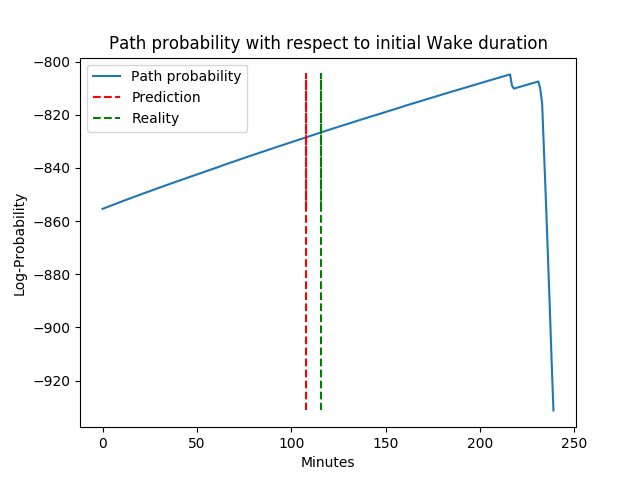 Path probability with respect to initial Wake duration
Path probability
Prediction
Reality
−800
−820
−840
−860
−880
−900
−920
Log-Probability
0
50
100
150
200
250
Minutes